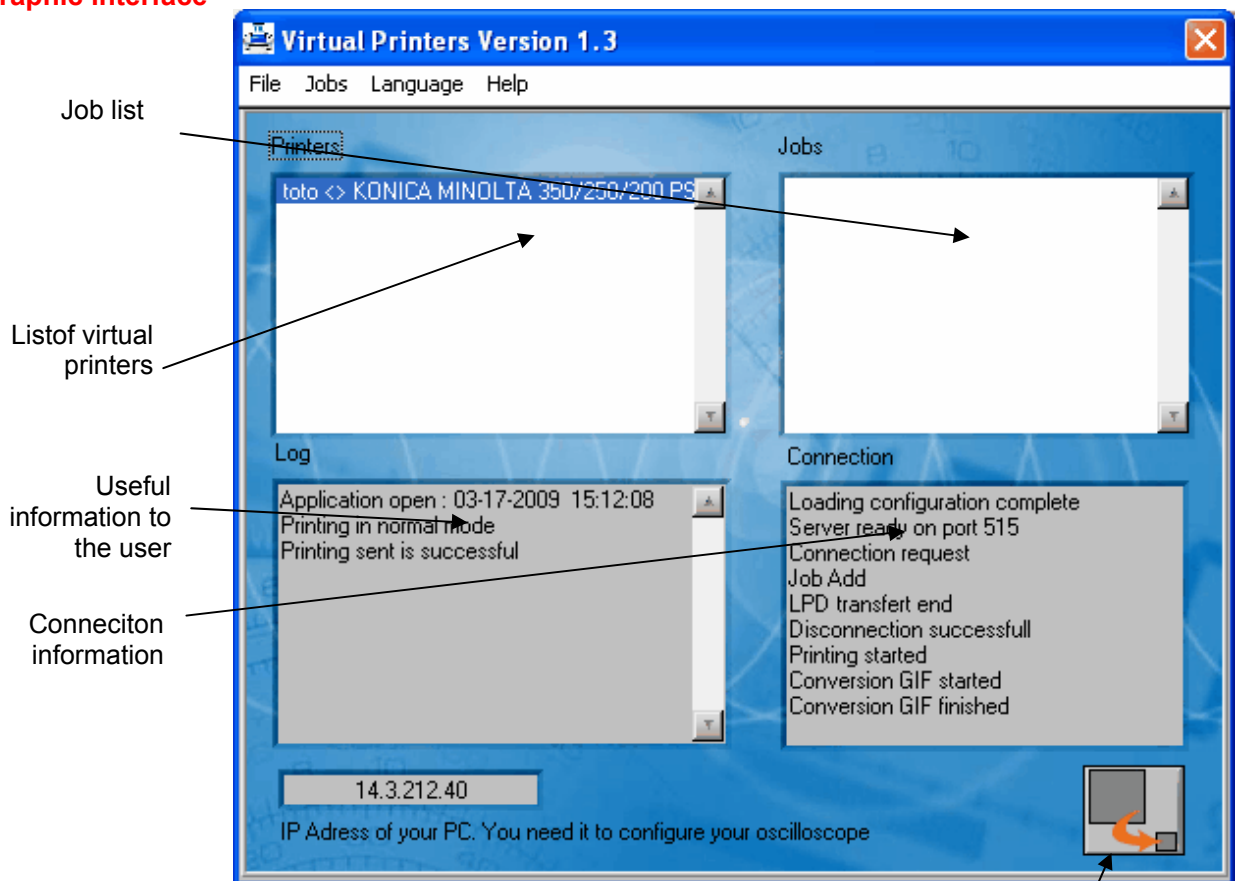 raphic interface
Virtual Printers Version 1.3
File Jobs Language Help
Job list
Printers
Jobs
toto <> KONICA MINOLTA 350/250/200 PS
Listof virtual
printers
Log
Connection
Useful
information to
the user
Application open : 03-17-2009 15:12:08
Printing in normal mode
Printing sent is successful
Loading configuration complete
Server ready on port 515
Connection request
Job Add
LPD transfert end
Disconnection successfull
Printing started
Conversion GIF started
Conversion GIF finished
Conneciton
information
14.3.212.40
IP Adress of your PC. You need it to configure your oscilloscope